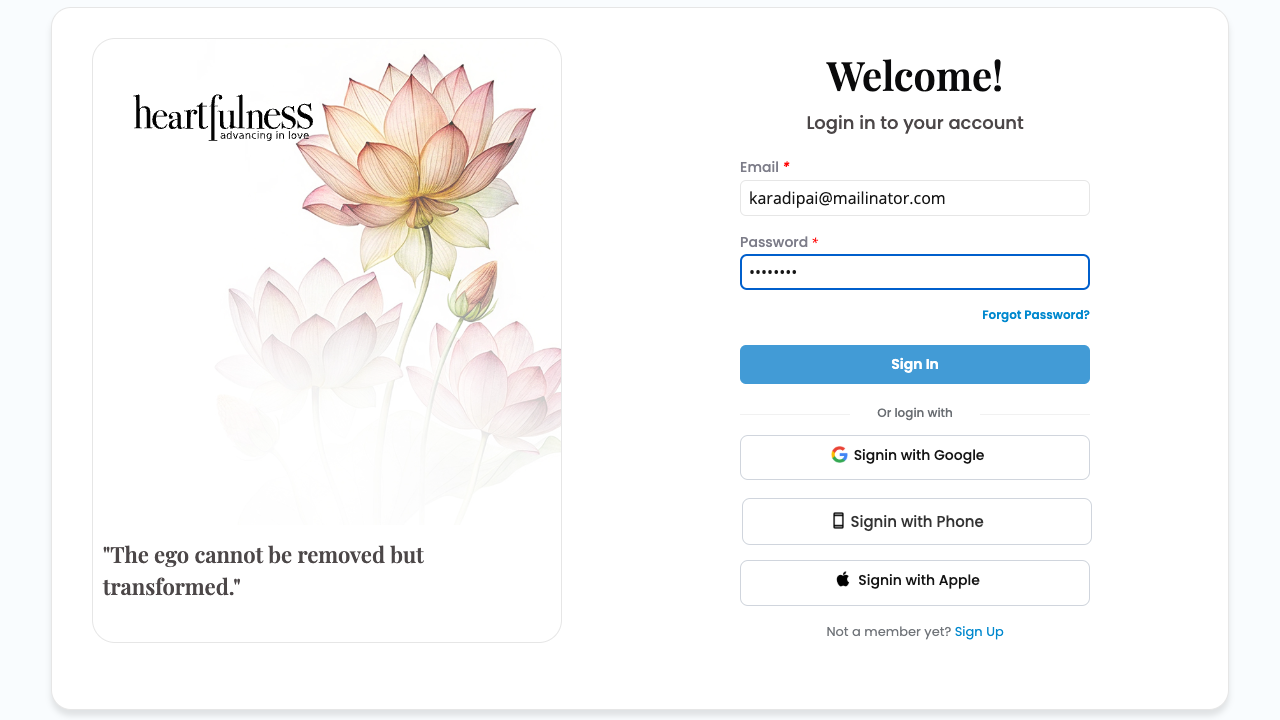 heartfulness
advancing in love
"The ego cannot be removed but
transformed."
Welcome!
Login in to your account
Email *
karadipai@mailinator.com
Password *
••••••••
Forgot Password?
Sign In
Or login with
Signin with Google
Signin with Phone
Signin with Apple
Not a member yet? Sign Up